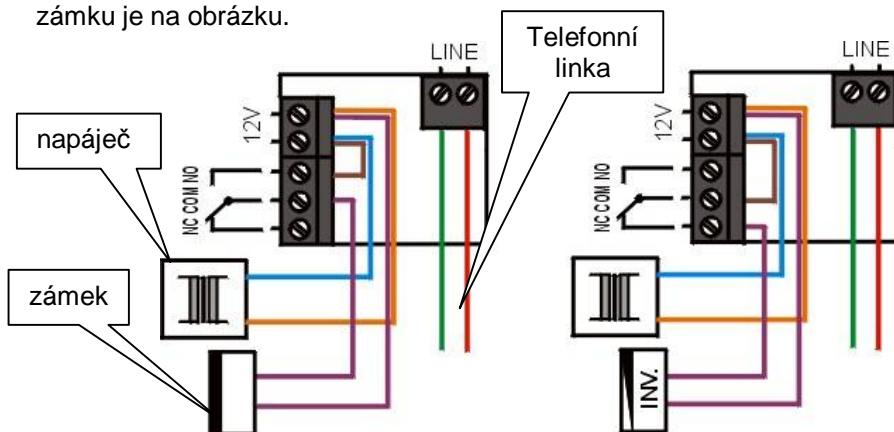 zámku je na obrázku.
LINE
Telefonní
linka
LINE
12V
napáječ
NC COM NO
zámek
12V
NC COM NO
INV.